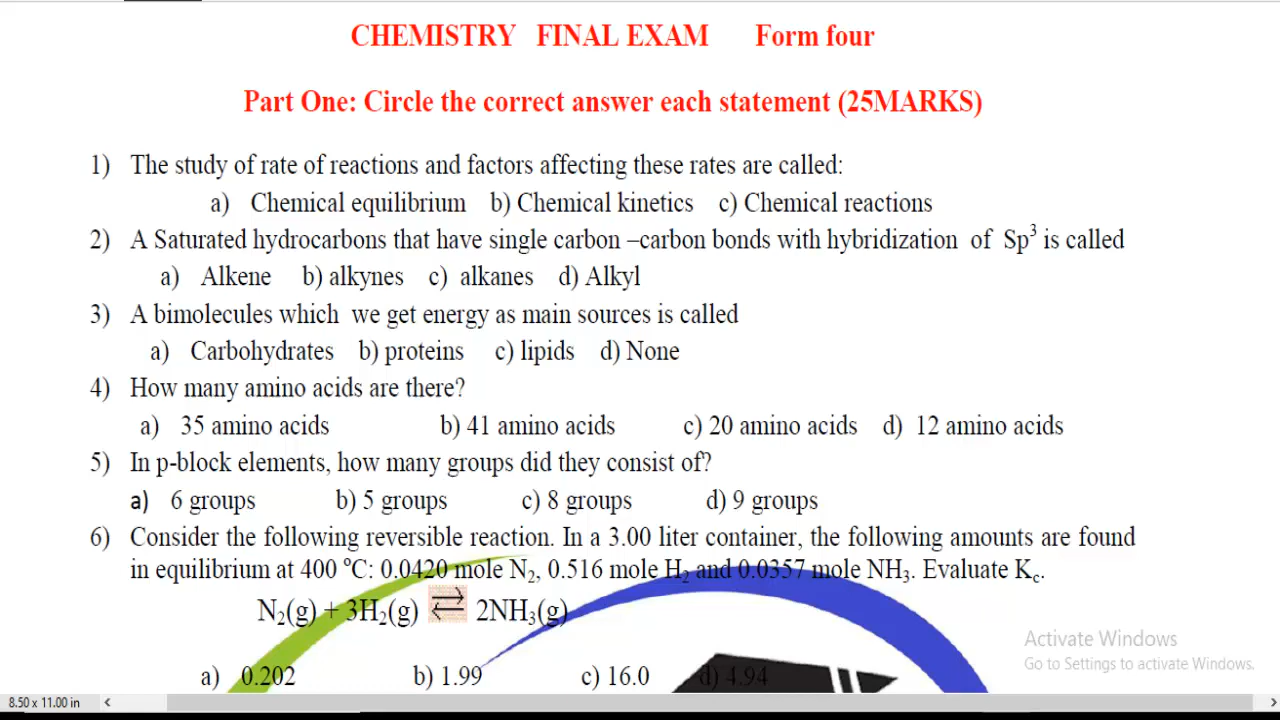 CHEMISTRY FINAL EXAM Form four
Part One: Circle the correct answer each statement (25MARKS)
1) The study of rate of reactions and factors affecting these rates are called:
a) Chemical equilibrium b) Chemical kinetics c) Chemical reactions
2) A Saturated hydrocarbons that have single carbon –carbon bonds with hybridization of Sp³ is called
a) Alkene b) alkynes c) alkanes d) Alkyl
3) A bimolecules which we get energy as main sources is called
a) Carbohydrates b) proteins c) lipids d) None
4) How many amino acids are there?
a) 35 amino acids b) 41 amino acids c) 20 amino acids d) 12 amino acids
5) In p-block elements, how many groups did they consist of?
a) 6 groups b) 5 groups c) 8 groups d) 9 groups
6) Consider the following reversible reaction. In a 3.00 liter container, the following amounts are found
in equilibrium at 400 ºC: 0.0420 mole N₂, 0.516 mole H₂ and 0.0357 mole NH₃. Evaluate K꜀.
N₂(g) + 3H₂(g) ⇄ 2NH₃(g)
a) 0.202 b) 1.99 c) 16.0 d) 4.94
Activate Windows
Go to Settings to activate Windows.
8.50 x 11.00 in